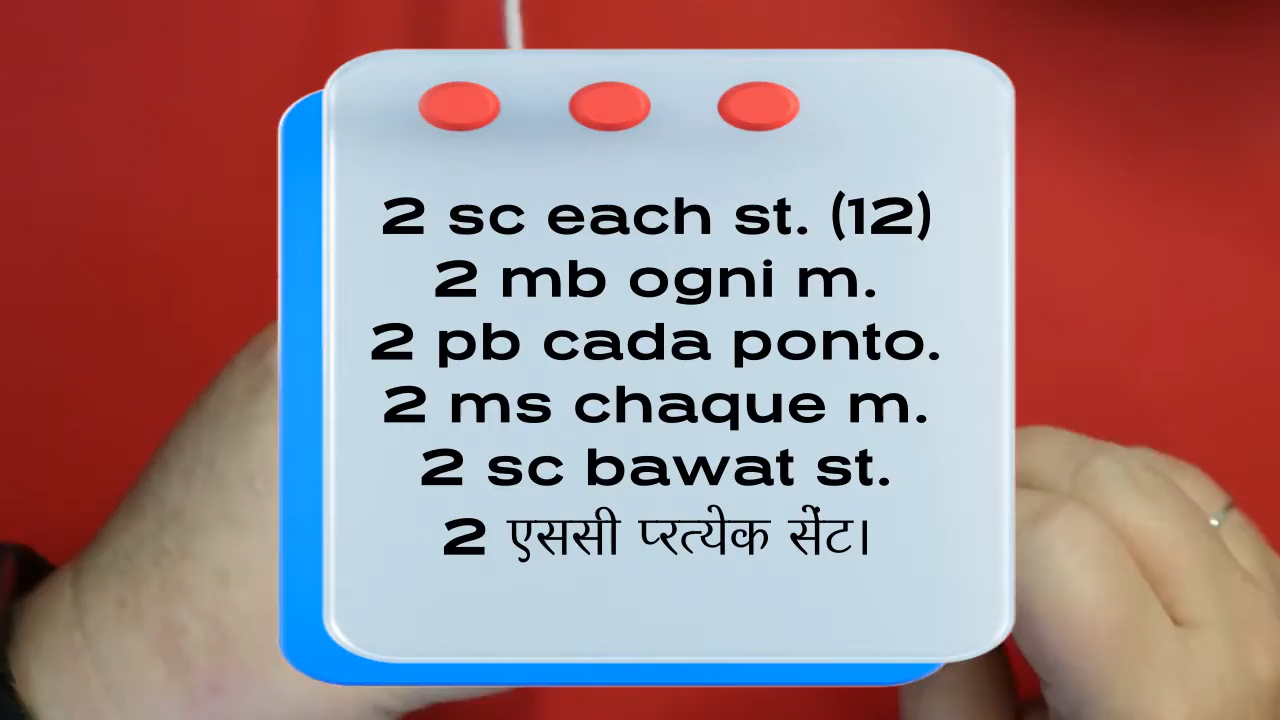 2 sc each st. (12)
2 mb ogni m.
2 pb cada ponto.
2 ms chaque m.
2 sc bawat st.
2 एससी प्रत्येक सेंट।